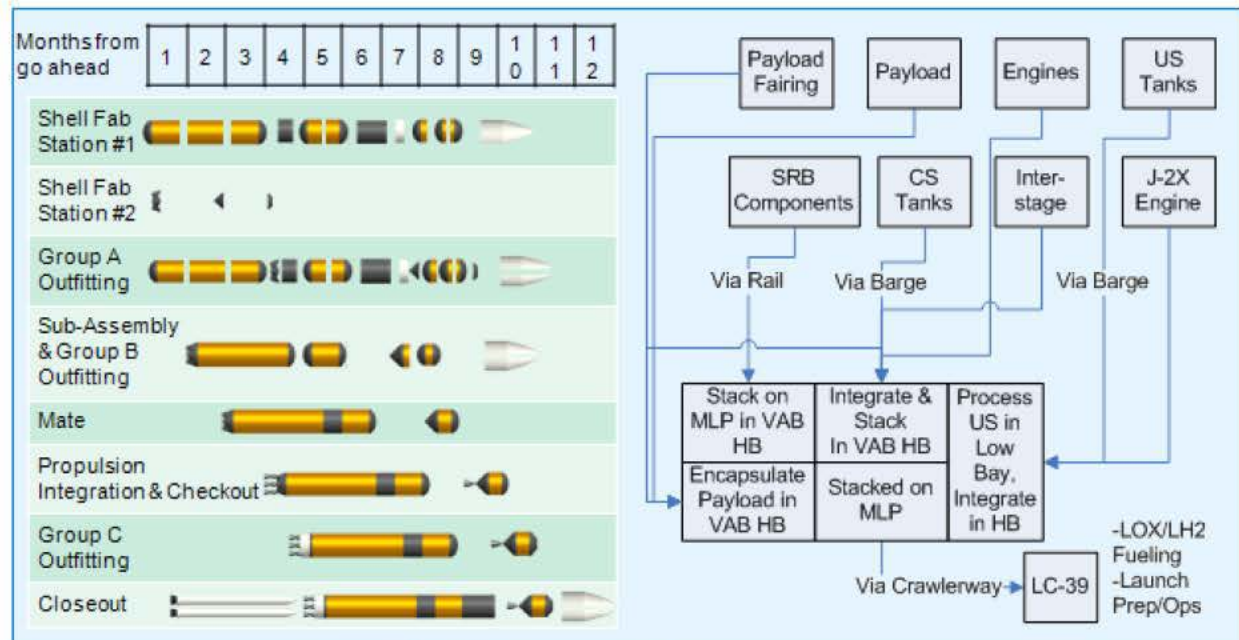 Months from
go ahead
1 2 3 4 5 6 7 8 9 1 1 1
0 1 2
Shell Fab
Station #1
Shell Fab
Station #2
Group A
Outfitting
Sub-Assembly
& Group B
Outfitting
Mate
Propulsion
Integration & Checkout
Group C
Outfitting
Closeout
Payload
Fairing
Payload
Engines
US
Tanks
SRB
Components
CS
Tanks
Inter-
stage
J-2X
Engine
Via Rail
Via Barge
Via Barge
Stack on
MLP in VAB
HB
Integrate &
Stack
In VAB HB
Process
US in
Low
Bay,
Integrate
in HB
Encapsulate
Payload in
VAB HB
Stacked on
MLP
Via Crawlerway
LC-39
-LOX/LH2
Fueling
-Launch
Prep/Ops